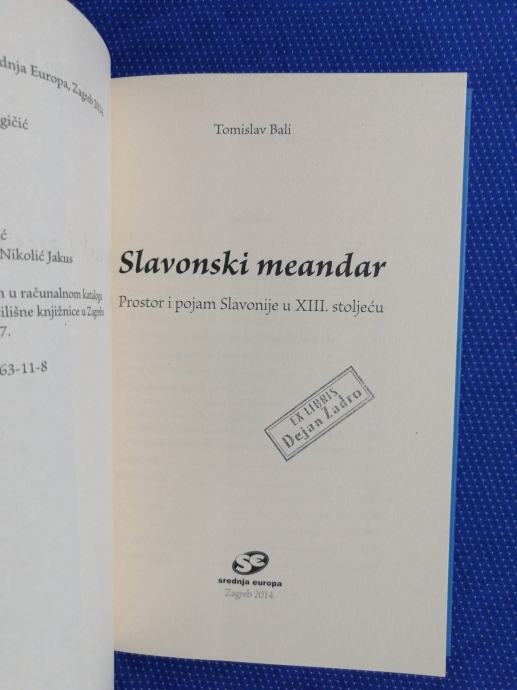 dnja Europa, Zagreb 2014.
gičić
ć
Nikolić Jakus
u računalnom katalogu
ilišne knjižnice u Zagrebu
7.
63-11-8
Tomislav Bali
Slavonski meandar
Prostor i pojam Slavonije u XIII. stoljeću
EX LIBRIS
Dejan Zadro
SE
srednja europa
Zagreb 2014.